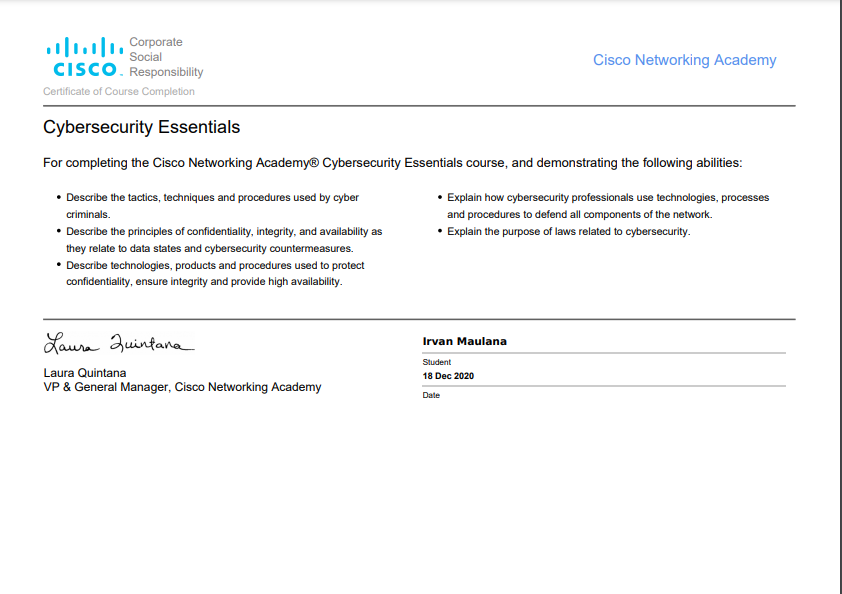 Corporate
Social
CISCO Responsibility
Cisco Networking Academy
Certificate of Course Completion
Cybersecurity Essentials
For completing the Cisco Networking Academy® Cybersecurity Essentials course, and demonstrating the following abilities:
• Describe the tactics, techniques and procedures used by cyber
criminals.
• Describe the principles of confidentiality, integrity, and availability as
they relate to data states and cybersecurity countermeasures.
• Describe technologies, products and procedures used to protect
confidentiality, ensure integrity and provide high availability.
• Explain how cybersecurity professionals use technologies, processes
and procedures to defend all components of the network.
• Explain the purpose of laws related to cybersecurity.
Laura Quintana
Laura Quintana
VP & General Manager, Cisco Networking Academy
Irvan Maulana
Student
18 Dec 2020
Date